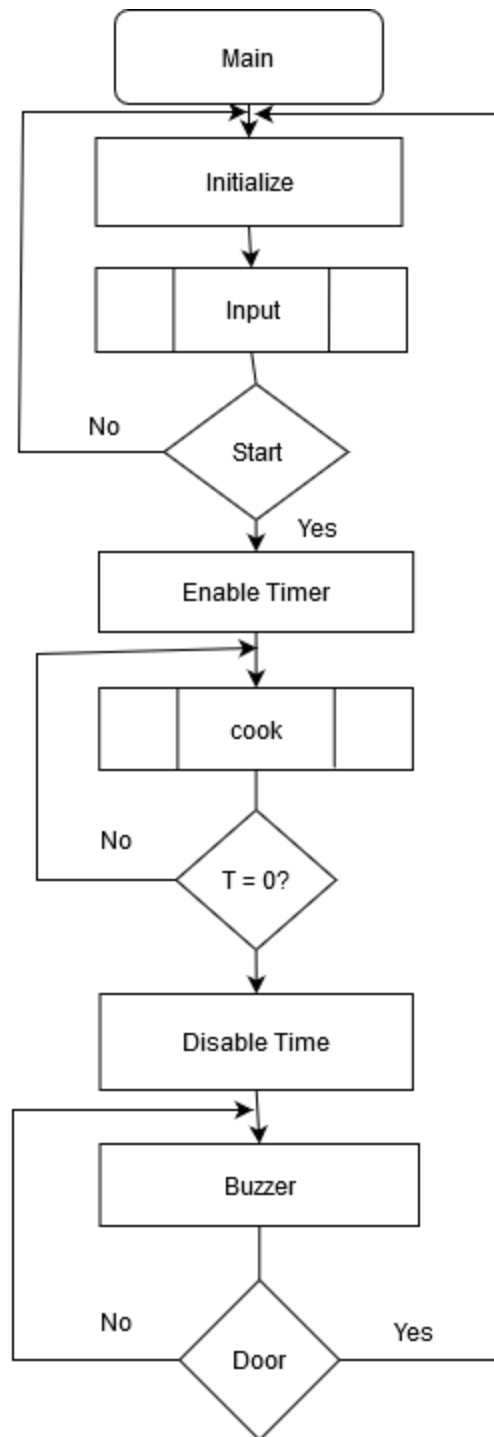 Main
Initialize
Input
No
Start
Yes
Enable Timer
cook
No
T = 0?
Disable Time
Buzzer
No
Yes
Door